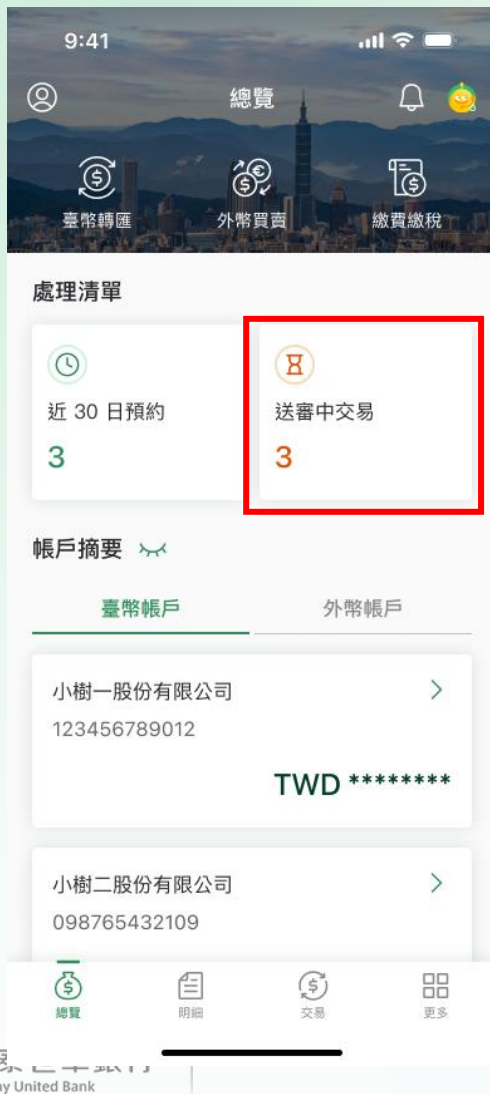 9:41
總覽
臺幣轉匯 外幣買賣 繳費繳稅
處理清單
近 30 日預約 送審中交易
3 3
帳戶摘要
臺幣帳戶 外幣帳戶
小樹一股份有限公司
123456789012
TWD ********
小樹二股份有限公司
098765432109
總覽 明細 交易 更多
United Bank